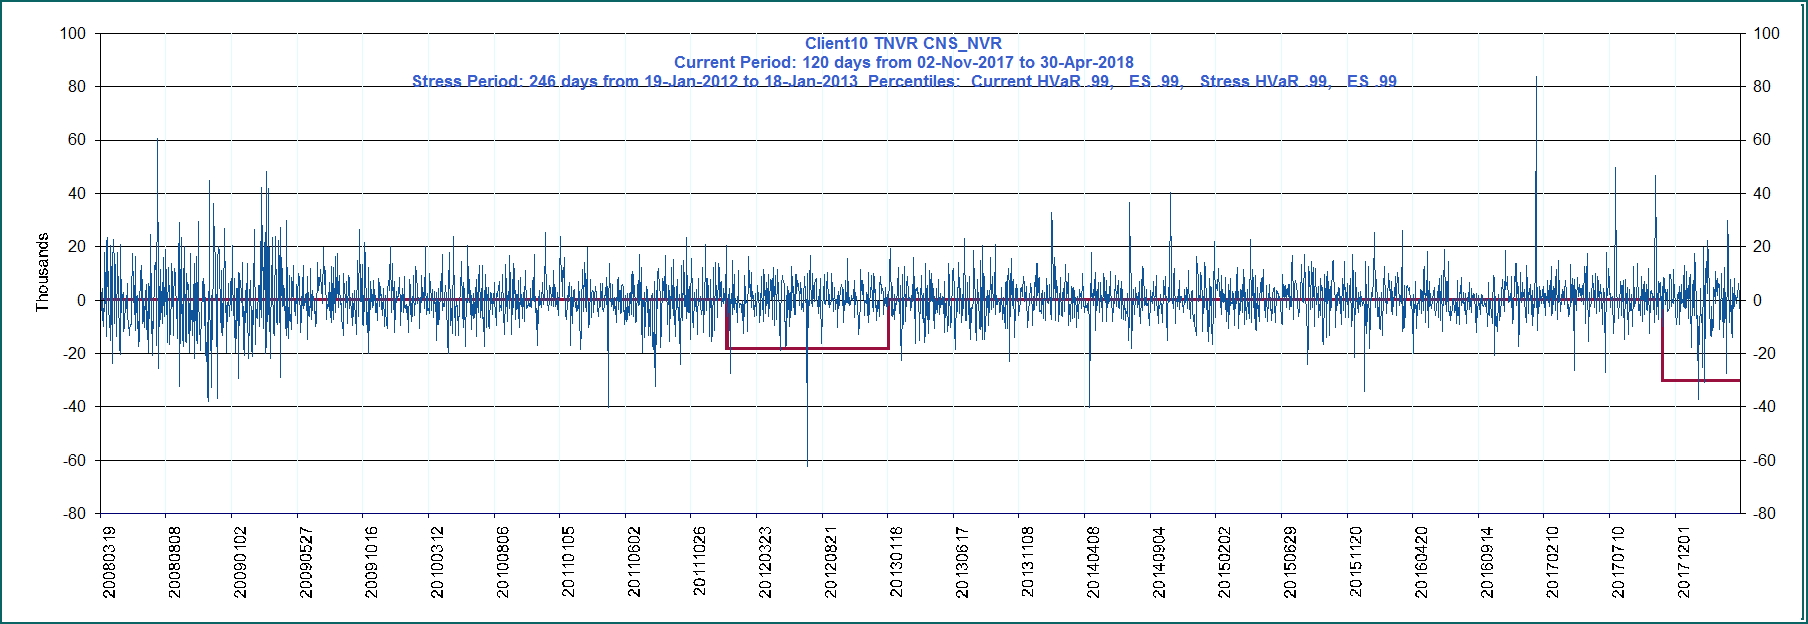 Client10 TNVR CNS_NVR
Current Period: 120 days from 02-Nov-2017 to 30-Apr-2018
Stress Period: 246 days from 19-Jan-2012 to 18-Jan-2013 Percentiles: Current HVaR .99, ES .99, Stress HVaR .99, ES .99
100 100
80 80
60 60
40 40
20 20
0 0
-20 -20
-40 -40
-60 -60
-80 -80
Thousands
20080319 20080808 20090102 20090527 20091016 20100312 20100806 20110105 20110602 20111026 20120323 20120821 20130116 20130617 20131108 20140408 20140904 20150202 20150629 20151120 20160420 20160914 20170210 20170710 20171201